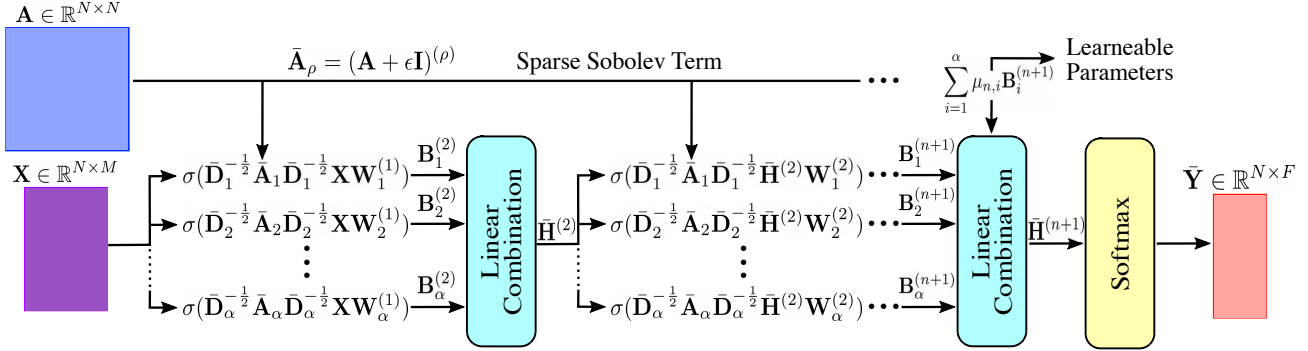 A ∈ ℝ^{N×N}
Ā_ρ = (A + ϵI)^{(ρ)}
Sparse Sobolev Term
•••
∑_{i=1}^{α} μ_{n,i} B_i^{(n+1)}
Learneable
Parameters
X ∈ ℝ^{N×M}
σ(D̄_1^{-1/2} Ā_1 D̄_1^{-1/2} X W_1^{(1)})
B_1^{(2)}
σ(D̄_2^{-1/2} Ā_2 D̄_2^{-1/2} X W_2^{(1)})
B_2^{(2)}
⋮
σ(D̄_α^{-1/2} Ā_α D̄_α^{-1/2} X W_α^{(1)})
B_α^{(2)}
Linear
Combination
H̄^{(2)}
σ(D̄_1^{-1/2} Ā_1 D̄_1^{-1/2} H̄^{(2)} W_1^{(2)}) •••
B_1^{(n+1)}
σ(D̄_2^{-1/2} Ā_2 D̄_2^{-1/2} H̄^{(2)} W_2^{(2)}) •••
B_2^{(n+1)}
⋮
σ(D̄_α^{-1/2} Ā_α D̄_α^{-1/2} H̄^{(2)} W_α^{(2)}) •••
B_α^{(n+1)}
Linear
Combination
H̄^{(n+1)}
Softmax
Ȳ ∈ ℝ^{N×F}